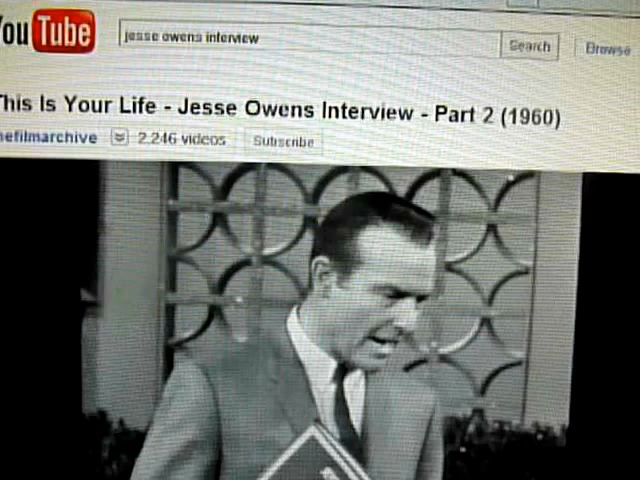 You Tube
jesse owens interview
Search
Browse
This Is Your Life - Jesse Owens Interview - Part 2 (1960)
hefilmarchive 2,246 videos Subscribe